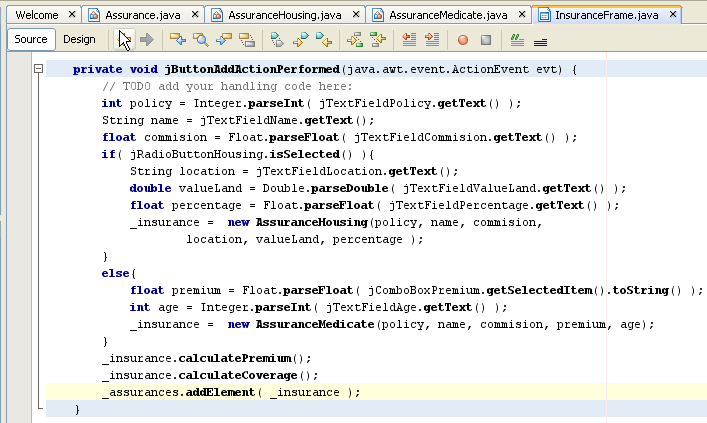 Welcome Assurance.java AssuranceHousing.java AssuranceMedicate.java InsuranceFrame.java
Source Design
private void jButtonAddActionPerformed(java.awt.event.ActionEvent evt) {
// TODO add your handling code here:
int policy = Integer.parseInt( jTextFieldPolicy.getText() );
String name = jTextFieldName.getText();
float commision = Float.parseFloat( jTextFieldCommision.getText() );
if( jRadioButtonHousing.isSelected() ){
String location = jTextFieldLocation.getText();
double valueLand = Double.parseDouble( jTextFieldValueLand.getText() );
float percentage = Float.parseFloat( jTextFieldPercentage.getText() );
_insurance =  new AssuranceHousing(policy, name, commision,
location, valueLand, percentage );
}
else{
float premium = Float.parseFloat( jComboBoxPremium.getSelectedItem().toString() );
int age = Integer.parseInt( jTextFieldAge.getText() );
_insurance =  new AssuranceMedicate(policy, name, commision, premium, age);
}
_insurance.calculatePremium();
_insurance.calculateCoverage();
_assurances.addElement( _insurance );
}